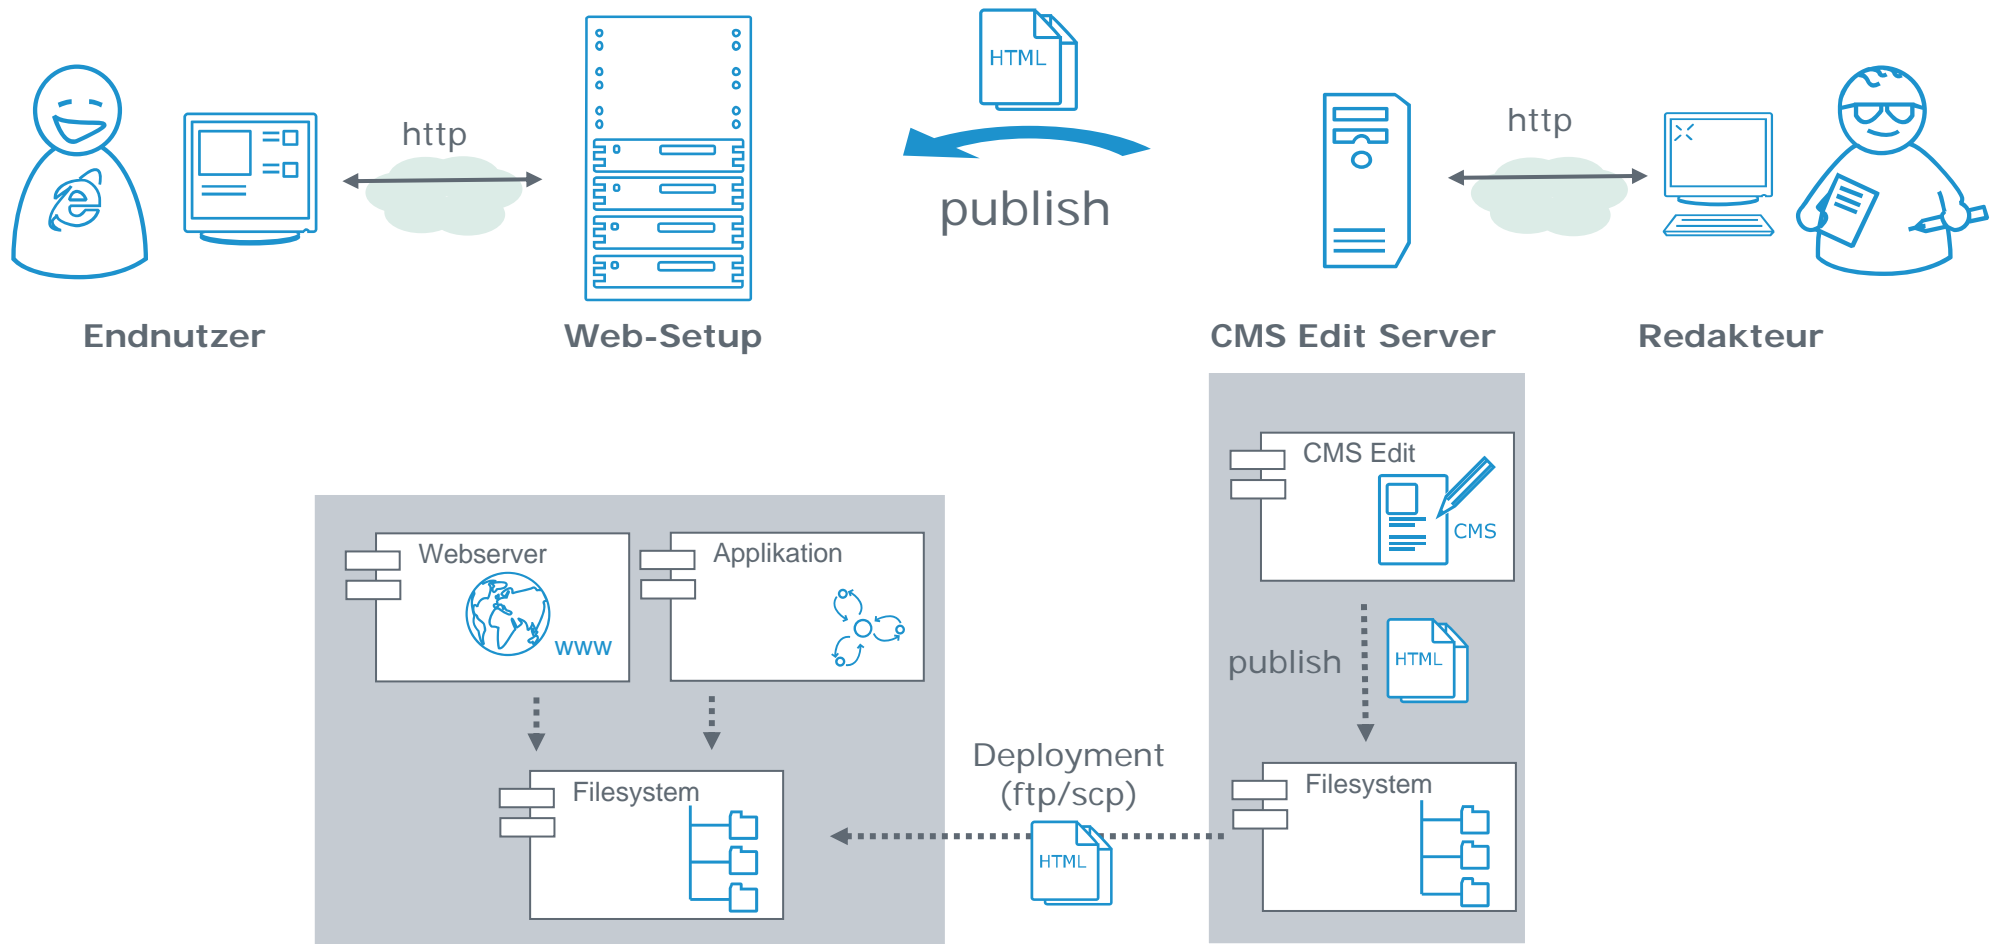 HTML
http
http
publish
Endnutzer
Web-Setup
CMS Edit Server
Redakteur
CMS Edit
CMS
Webserver
www
Applikation
publish
HTML
Deployment
(ftp/scp)
HTML
Filesystem
Filesystem